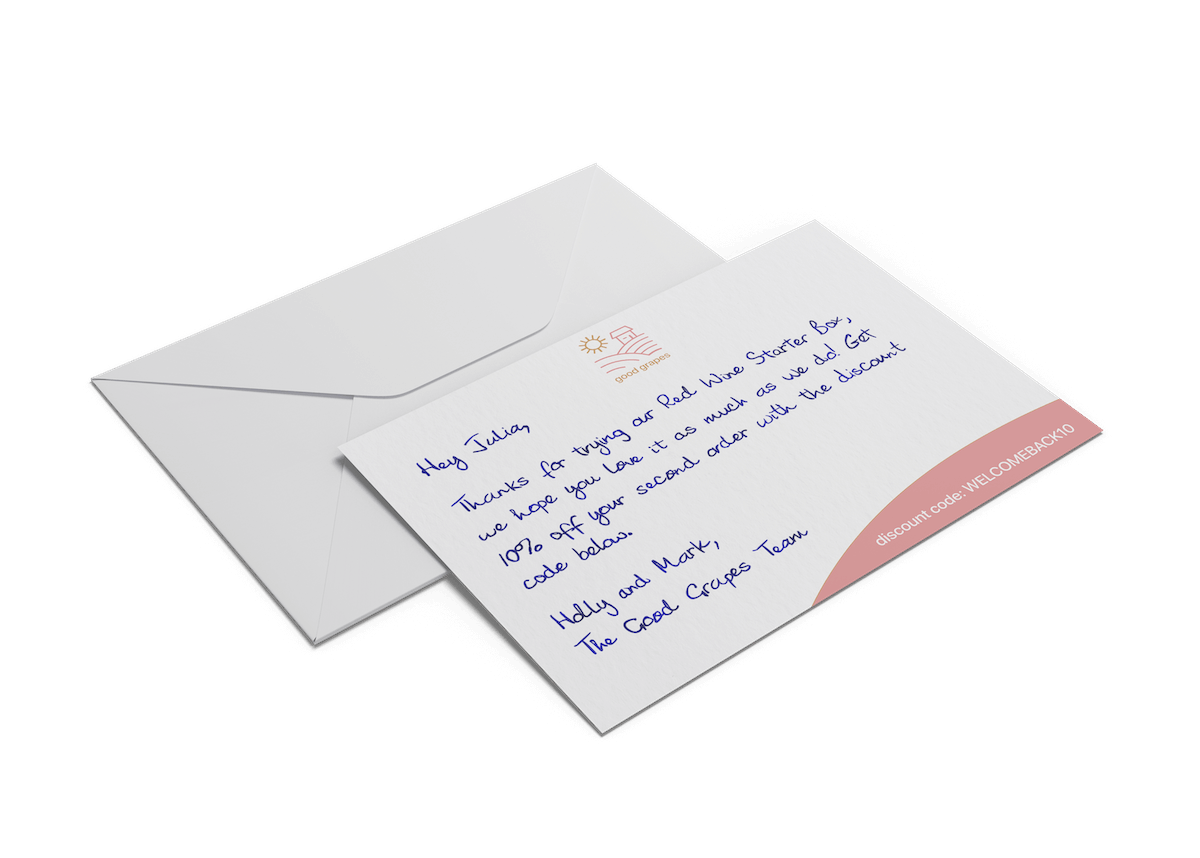 good grapes
Hey Julia,
Thanks for trying our Red Wine Starter Box,
we hope you love it as much as we do! Get
10% off your second order with the discount
code below.
Holly and Mark,
The Good Grapes Team
discount code: WELCOMEBACK10